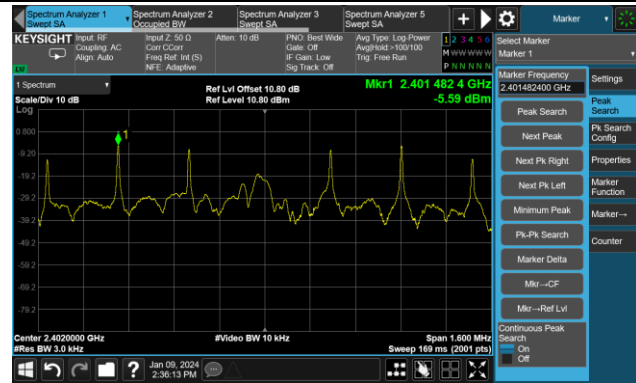 Spectrum Analyzer 1
Swept SA
Spectrum Analyzer 2
Occupied BW
Spectrum Analyzer 3
Swept SA
Spectrum Analyzer 5
Swept SA
+
Marker
KEYSIGHT
Input: RF
Coupling: AC
Align: Auto
Input Z: 50 Ω
Corr CCorr
Freq Ref: Int (S)
NFE: Adaptive
Atten: 10 dB
PNO: Best Wide
Gate: Off
IF Gain: Low
Sig Track: Off
Avg Type: Log-Power
Avg|Hold:>100/100
Trig: Free Run
1 2 3 4 5 6
M W W W W W
P N N N N N
Select Marker
Marker 1
1 Spectrum
Scale/Div 10 dB
Log
Ref Lvl Offset 10.80 dB
Ref Level 10.80 dBm
Mkr1 2.401 482 4 GHz
-5.59 dBm
1
0.800
-9.20
-19.2
-29.2
-39.2
-49.2
-59.2
-69.2
-79.2
Center 2.4020000 GHz
#Res BW 3.0 kHz
#Video BW 10 kHz
Span 1.600 MHz
Sweep 169 ms (2001 pts)
Marker Frequency
2.401482400 GHz
Peak Search
Next Peak
Next Pk Right
Next Pk Left
Minimum Peak
Pk-Pk Search
Marker Delta
Mkr→CF
Mkr→Ref Lvl
Continuous Peak
Search
On
Off
Settings
Peak
Search
Pk Search
Config
Properties
Marker
Function
Marker→
Counter
?
Jan 09, 2024
2:36:13 PM